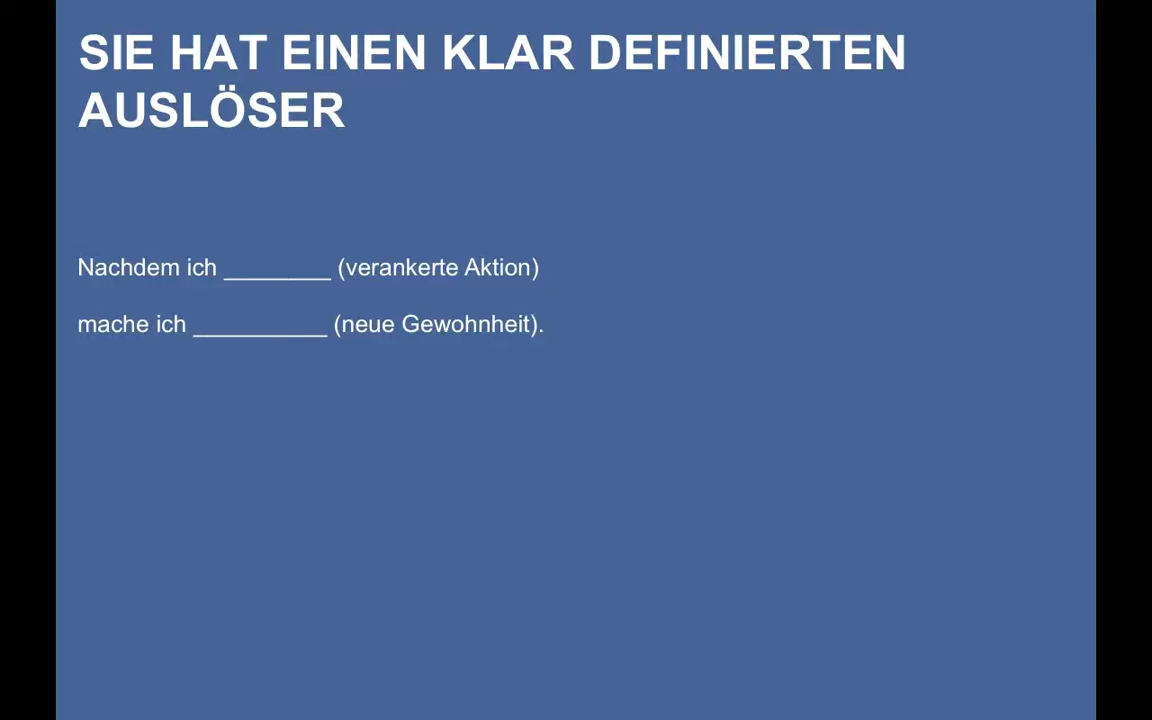 SIE HAT EINEN KLAR DEFINIERTEN
AUSLÖSER
Nachdem ich ________ (verankerte Aktion)
mache ich __________ (neue Gewohnheit).